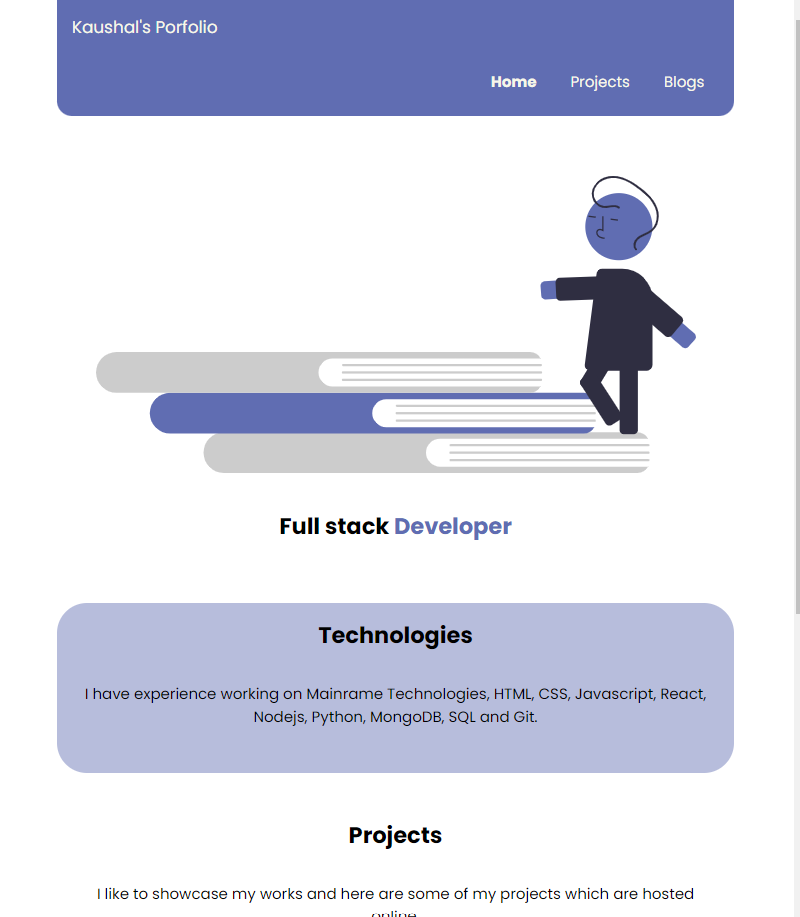 Kaushal's Porfolio
Home Projects Blogs
Full stack Developer
Technologies
I have experience working on Mainrame Technologies, HTML, CSS, Javascript, React,
Nodejs, Python, MongoDB, SQL and Git.
Projects
I like to showcase my works and here are some of my projects which are hosted
online